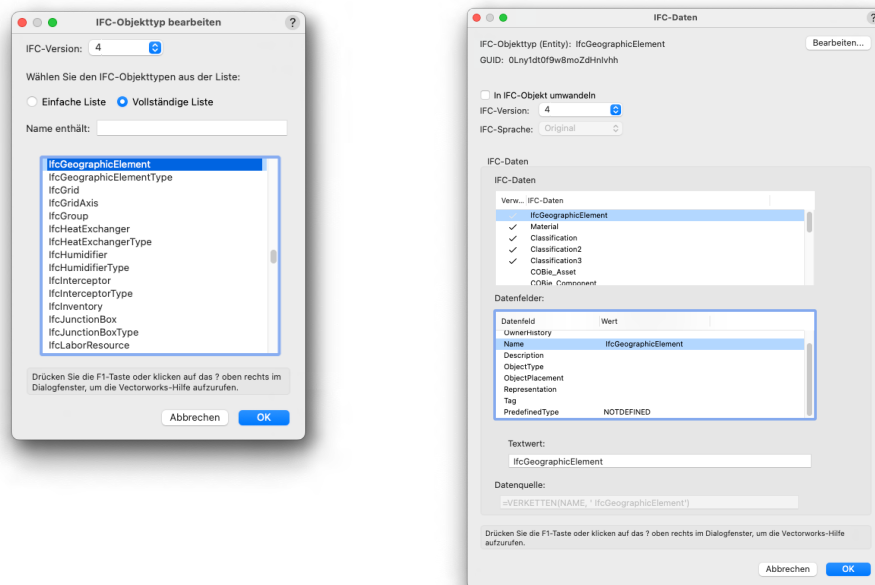 IFC-Objekttyp bearbeiten
?
IFC-Version: 4
Wählen Sie den IFC-Objekttypen aus der Liste:
Einfache Liste Vollständige Liste
Name enthält:
IfcGeographicElement
IfcGeographicElementType
IfcGrid
IfcGridAxis
IfcGroup
IfcHeatExchanger
IfcHeatExchangerType
IfcHumidifier
IfcHumidifierType
IfcInterceptor
IfcInterceptorType
IfcInventory
IfcJunctionBox
IfcJunctionBoxType
IfcLaborResource
Drücken Sie die F1-Taste oder klicken auf das ? oben rechts im
Dialogfenster, um die Vectorworks-Hilfe aufzurufen.
Abbrechen OK
IFC-Daten
?
IFC-Objekttyp (Entity): IfcGeographicElement
Bearbeiten...
GUID: 0Lny1dt0f9w8moZdHnlvhh
In IFC-Objekt umwandeln
IFC-Version: 4
IFC-Sprache: Original
IFC-Daten
IFC-Daten
Verw... IFC-Daten
IfcGeographicElement
Material
Classification
Classification2
Classification3
COBie_Asset
COBie_Component
Datenfelder:
Datenfeld Wert
OwnerHistory
Name IfcGeographicElement
Description
ObjectType
ObjectPlacement
Representation
Tag
PredefinedType NOTDEFINED
Textwert:
IfcGeographicElement
Datenquelle:
=VERKETTEN(NAME, ' IfcGeographicElement')
Drücken Sie die F1-Taste oder klicken auf das ? oben rechts im Dialogfenster, um die Vectorworks-Hilfe
aufzurufen.
Abbrechen OK